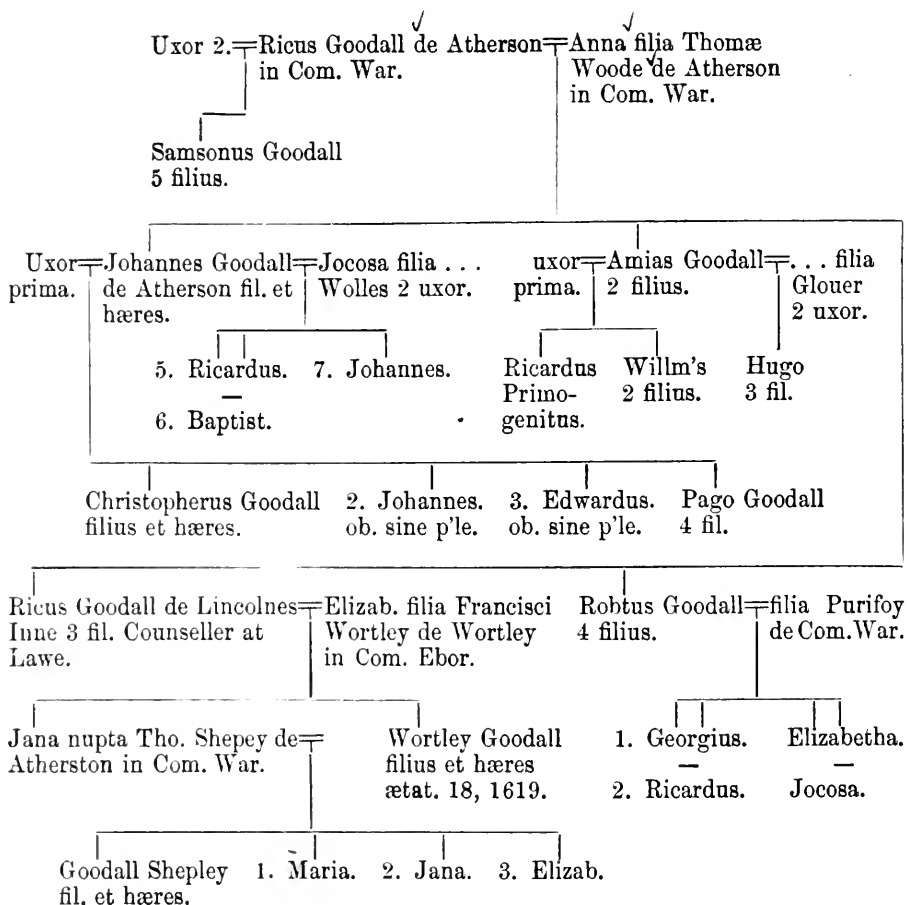 Uxor 2.
Ricus Goodall de Atherson
in Com. War.
Anna filia Thomæ
Woode de Atherson
in Com. War.
Samsonus Goodall
5 filius.
Uxor
prima.
Johannes Goodall
de Atherson fil. et
hæres.
Jocosa filia . . .
Wolles 2 uxor.
uxor
prima.
Amias Goodall
2 filius.
. . . filia
Glouer
2 uxor.
5. Ricardus.
6. Baptist.
7. Johannes.
Ricardus
Primo-
genitus.
Willm's
2 filius.
Hugo
3 fil.
Christopherus Goodall
filius et hæres.
2. Johannes.
ob. sine p'le.
3. Edwardus.
ob. sine p'le.
Pago Goodall
4 fil.
Ricus Goodall de Lincolnes
Inne 3 fil. Counseller at
Lawe.
Elizab. filia Francisci
Wortley de Wortley
in Com. Ebor.
Robtus Goodall
4 filius.
filia Purifoy
de Com. War.
Jana nupta Tho. Shepey de
Atherston in Com. War.
Wortley Goodall
filius et hæres
ætat. 18, 1619.
1. Georgius.
2. Ricardus.
Elizabetha.
Jocosa.
Goodall Shepley
fil. et hæres.
1. Maria.
2. Jana.
3. Elizab.